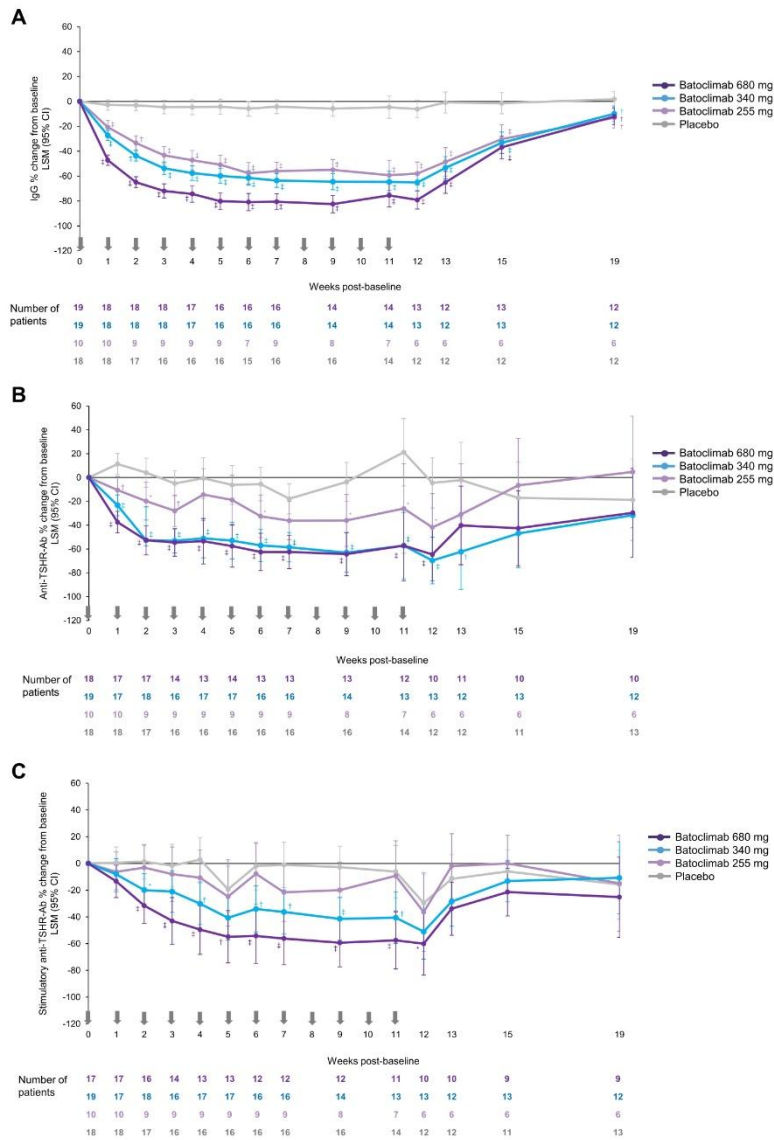 A
60
40
20
0
-20
-40
-60
-80
-100
-120
IgG % change from baseline
LSM (95% CI)
Batoclimab 680 mg
Batoclimab 340 mg
Batoclimab 255 mg
Placebo
0 1 2 3 4 5 6 7 8 9 10 11 12 13 15 19
Weeks post-baseline
Number of
patients
19 18 18 18 17 16 16 16 14 14 13 12 13 12
19 18 18 18 17 16 16 16 14 14 13 12 13 12
10 10 9 9 9 9 7 9 8 7 6 6 6 6
18 18 17 16 16 16 15 16 16 14 12 12 12 12
B
60
40
20
0
-20
-40
-60
-80
-100
-120
Anti-TSHR-Ab % change from baseline
LSM (95% CI)
Batoclimab 680 mg
Batoclimab 340 mg
Batoclimab 255 mg
Placebo
0 1 2 3 4 5 6 7 8 9 10 11 12 13 15 19
Weeks post-baseline
Number of
patients
18 17 17 14 13 14 13 13 13 12 10 11 10 10
19 17 18 16 17 17 16 16 14 13 13 12 13 12
10 10 9 9 9 9 9 9 8 7 6 6 6 6
18 18 17 16 16 16 16 16 16 14 12 12 11 13
C
60
40
20
0
-20
-40
-60
-80
-100
-120
Stimulatory anti-TSHR-Ab % change from baseline
LSM (95% CI)
Batoclimab 680 mg
Batoclimab 340 mg
Batoclimab 255 mg
Placebo
0 1 2 3 4 5 6 7 8 9 10 11 12 13 15 19
Weeks post-baseline
Number of
patients
17 17 16 14 13 13 12 12 12 11 10 10 9 9
19 17 18 16 17 17 16 16 14 13 13 12 13 12
10 10 9 9 9 9 9 9 8 7 6 6 6 6
18 18 17 16 16 16 16 16 16 14 12 12 11 13